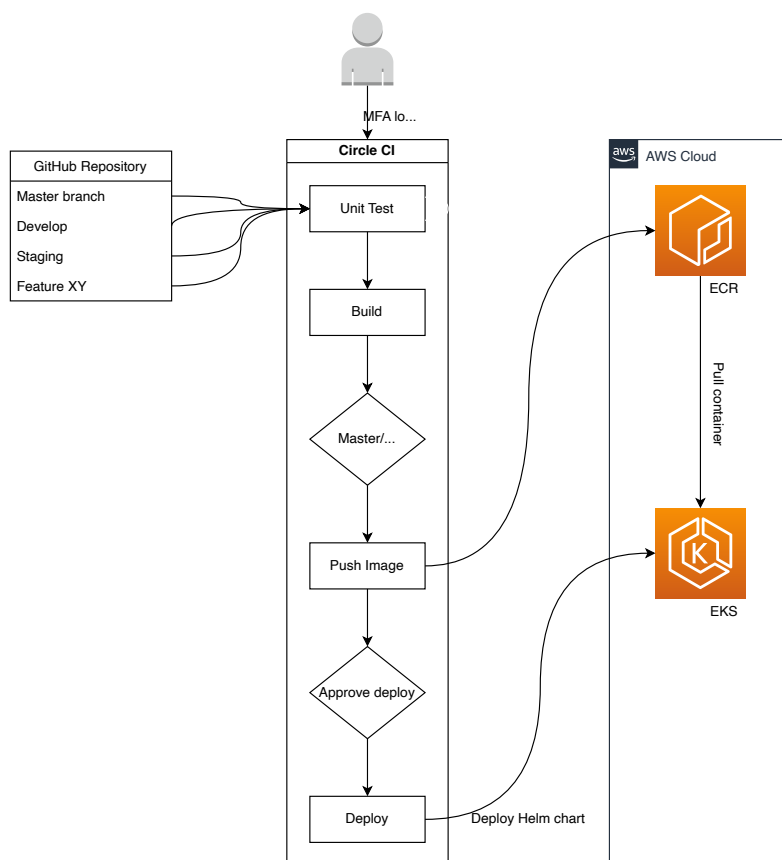 MFA lo...
Circle CI
GitHub Repository
Master branch
Develop
Staging
Feature XY
Unit Test
Build
Master/...
Push Image
Approve deploy
Deploy
Deploy Helm chart
aws
AWS Cloud
ECR
Pull container
K
EKS